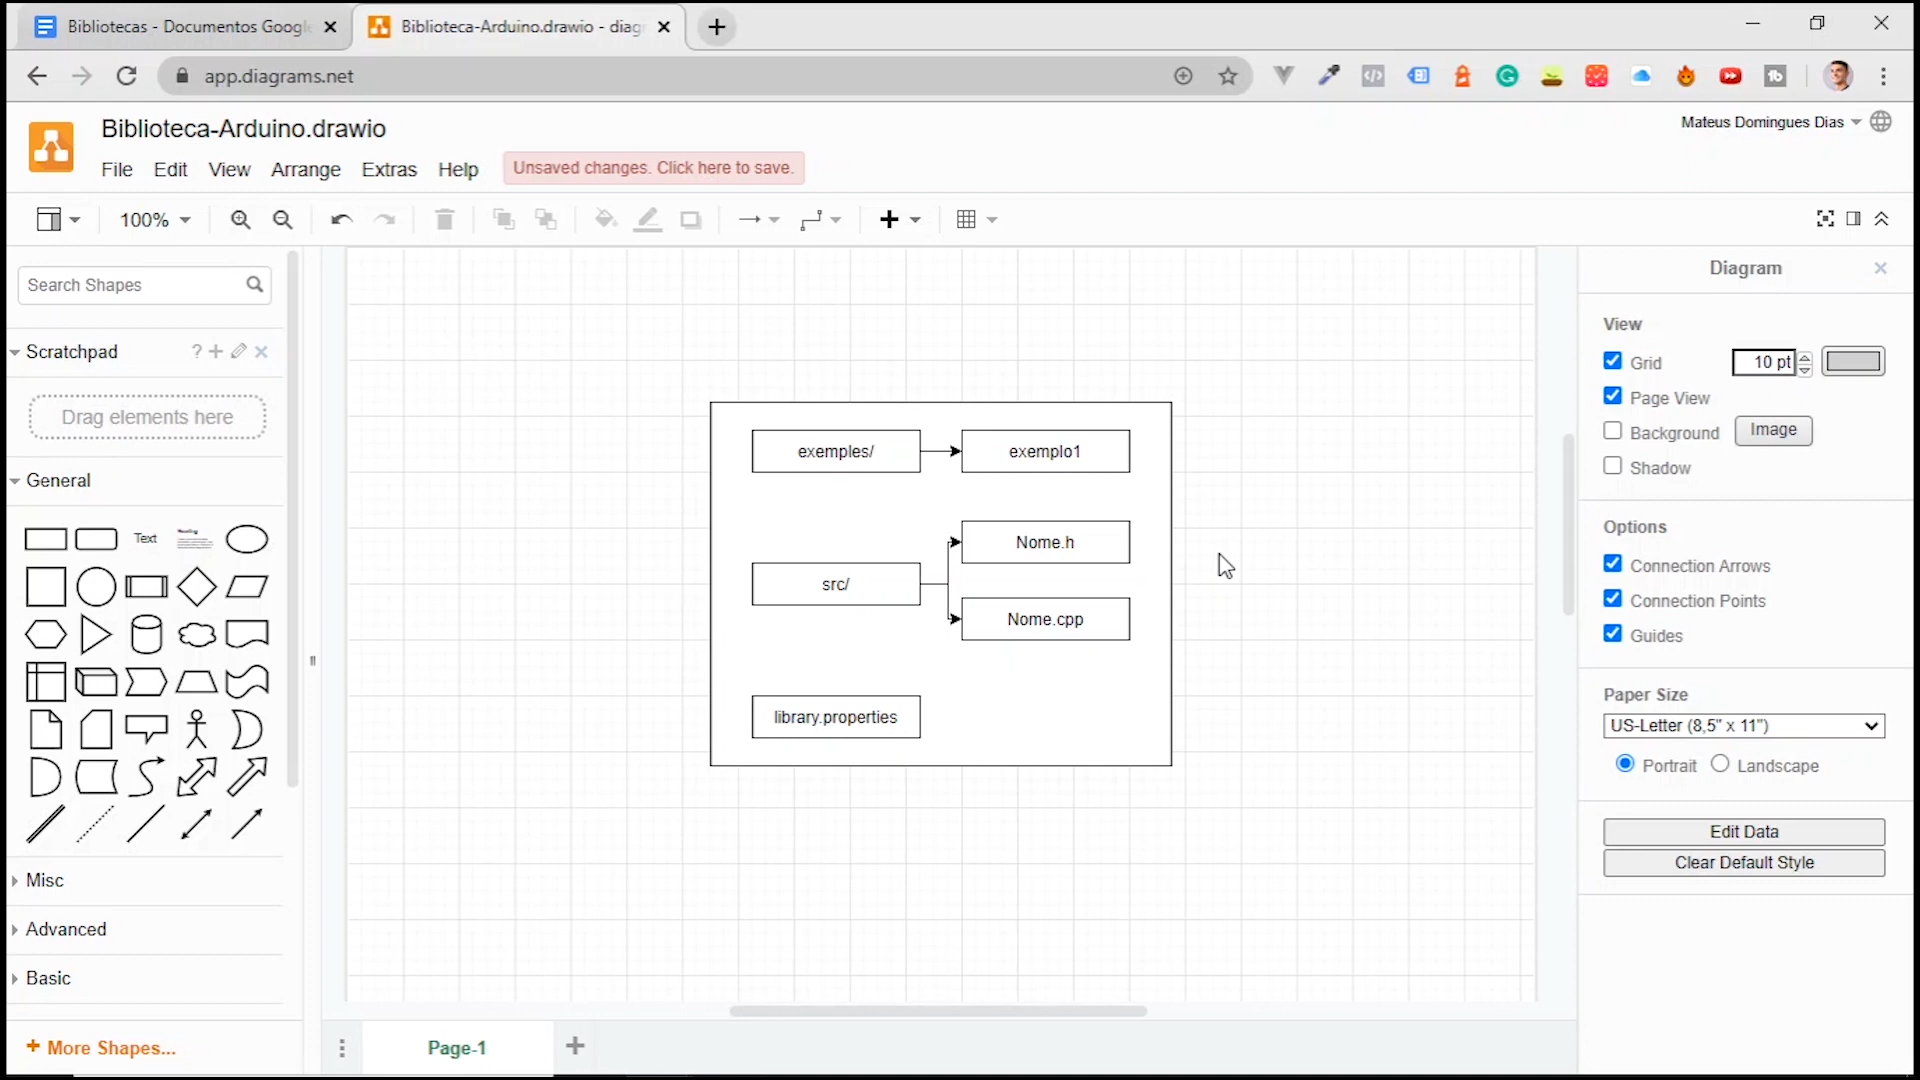 Bibliotecas - Documentos Google
Biblioteca-Arduino.drawio - diag
app.diagrams.net
Biblioteca-Arduino.drawio
Mateus Domingues Dias
File Edit View Arrange Extras Help
Unsaved changes. Click here to save.
100%
Search Shapes
Scratchpad
?
Drag elements here
General
Text
Heading
Misc
Advanced
Basic
+ More Shapes...
exemples/
exemplo1
Nome.h
src/
Nome.cpp
library.properties
Page-1
Diagram
View
Grid
10 pt
Page View
Background
Image
Shadow
Options
Connection Arrows
Connection Points
Guides
Paper Size
US-Letter (8,5" x 11")
Portrait
Landscape
Edit Data
Clear Default Style